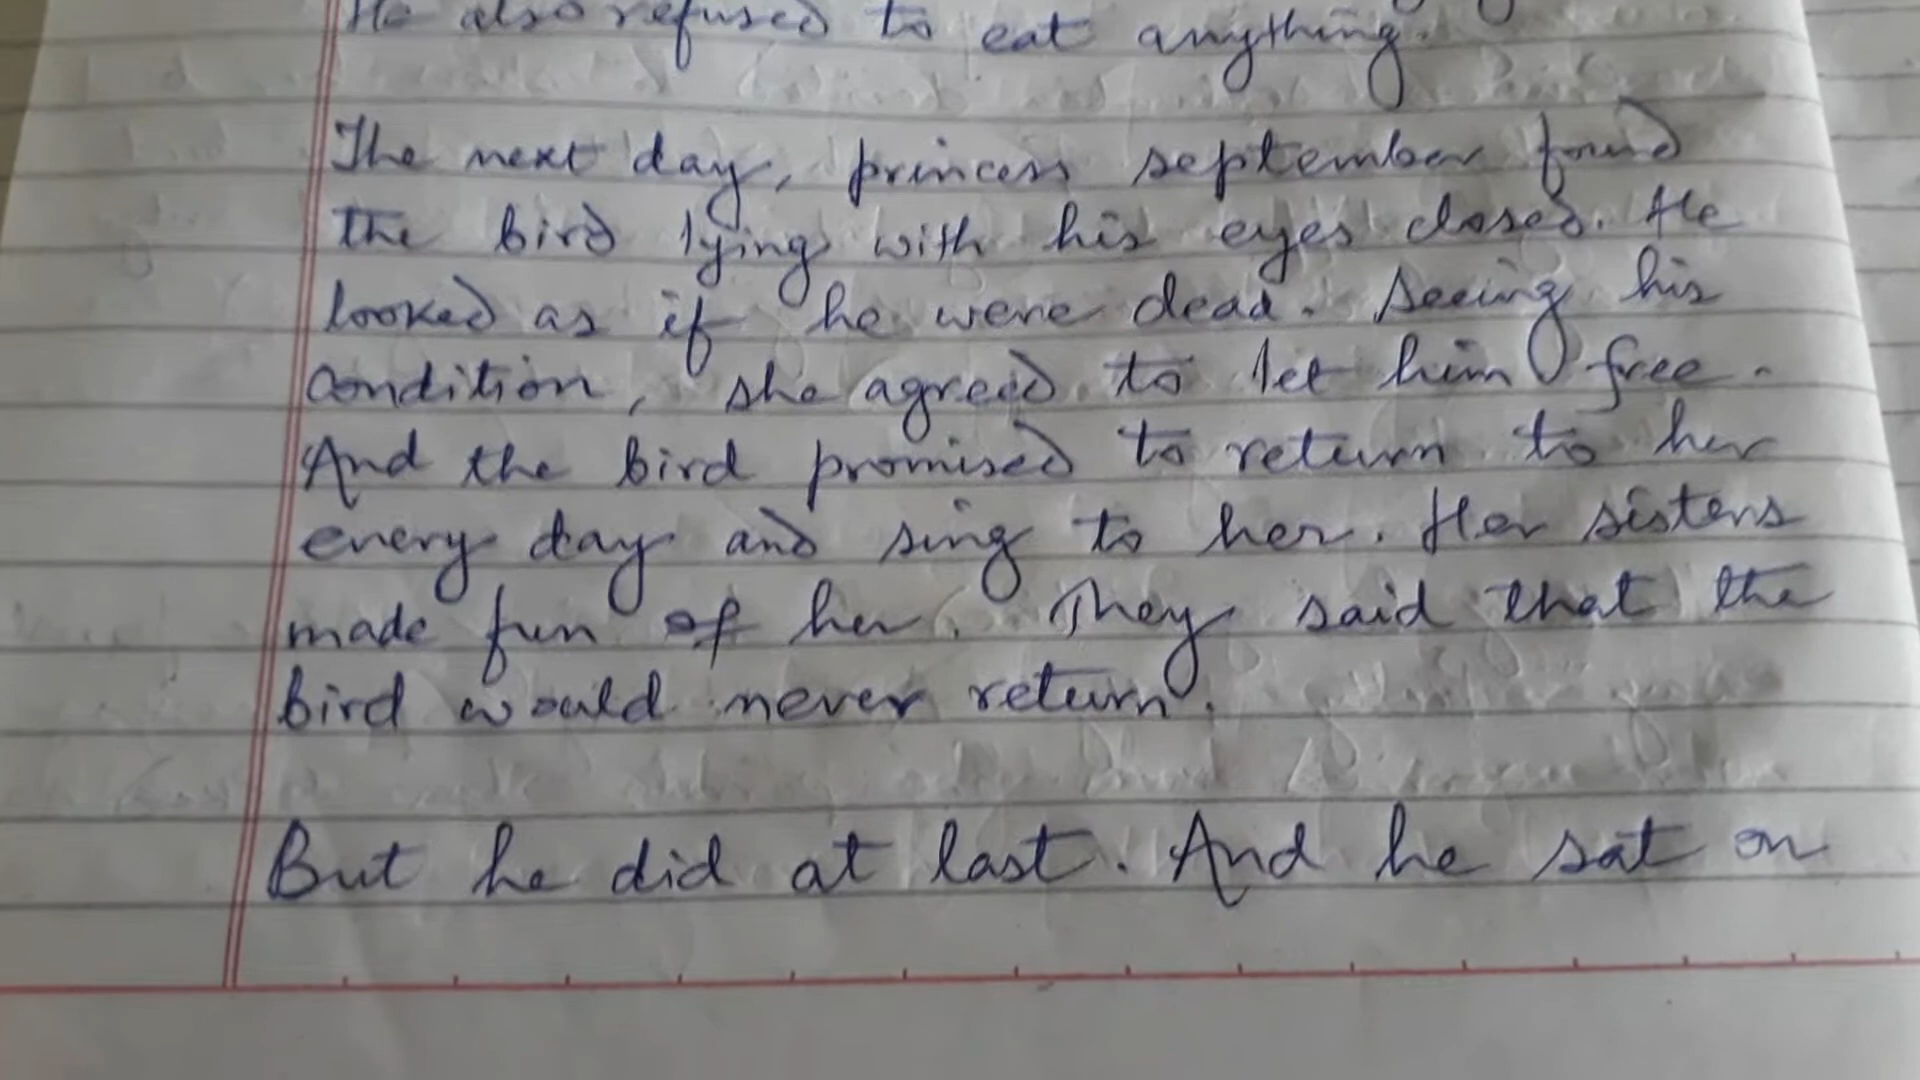 He also refused to eat anything.
The next day, princess september found
the bird lying with his eyes closed. He
looked as if he were dead. Seeing his
condition, she agreed to let him free.
And the bird promised to return to her
every day and sing to her. Her sisters
made fun of her. They said that the
bird would never return.
But he did at last. And he sat on